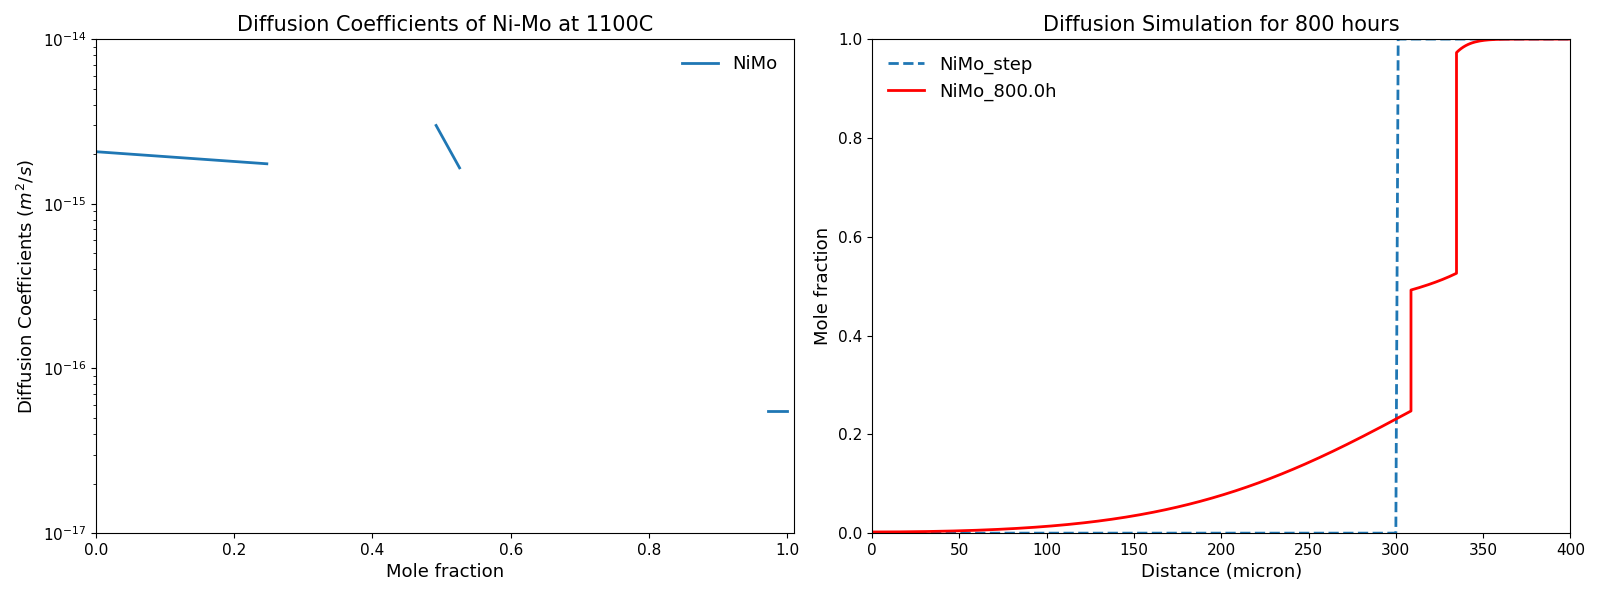 Diffusion Coefficients of Ni-Mo at 1100C
Diffusion Coefficients (m²/s)
10⁻¹⁴
10⁻¹⁵
10⁻¹⁶
10⁻¹⁷
NiMo
0.0 0.2 0.4 0.6 0.8 1.0
Mole fraction
Diffusion Simulation for 800 hours
Mole fraction
1.0
0.8
0.6
0.4
0.2
0.0
NiMo_step
NiMo_800.0h
0 50 100 150 200 250 300 350 400
Distance (micron)